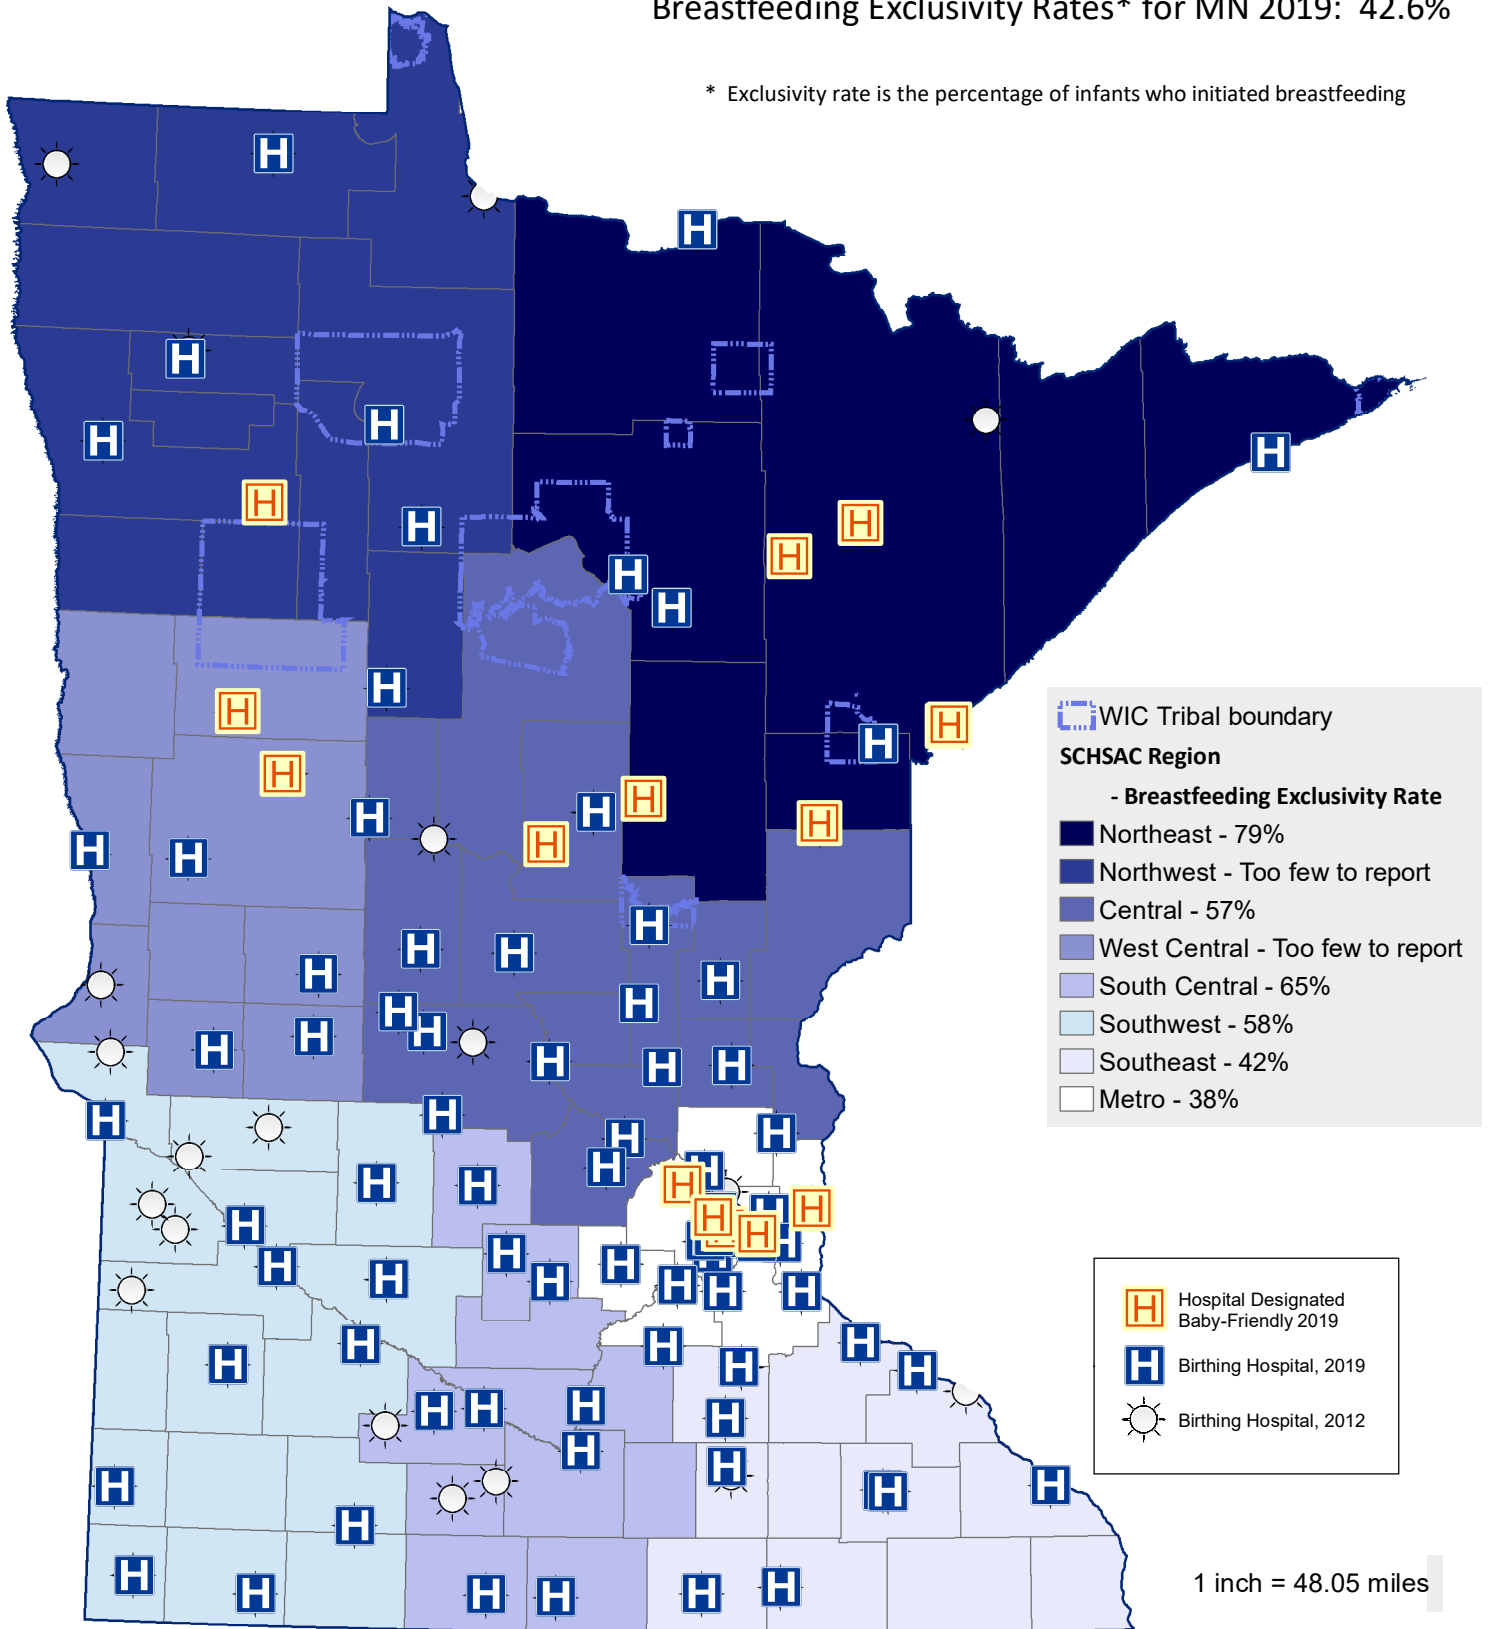 Breastfeeding Exclusivity Rates* for MN 2019: 42.6%
* Exclusivity rate is the percentage of infants who initiated breastfeeding
WIC Tribal boundary
SCHSAC Region
- Breastfeeding Exclusivity Rate
Northeast - 79%
Northwest - Too few to report
Central - 57%
West Central - Too few to report
South Central - 65%
Southwest - 58%
Southeast - 42%
Metro - 38%
H Hospital Designated
Baby-Friendly 2019
H Birthing Hospital, 2019
Birthing Hospital, 2012
1 inch = 48.05 miles